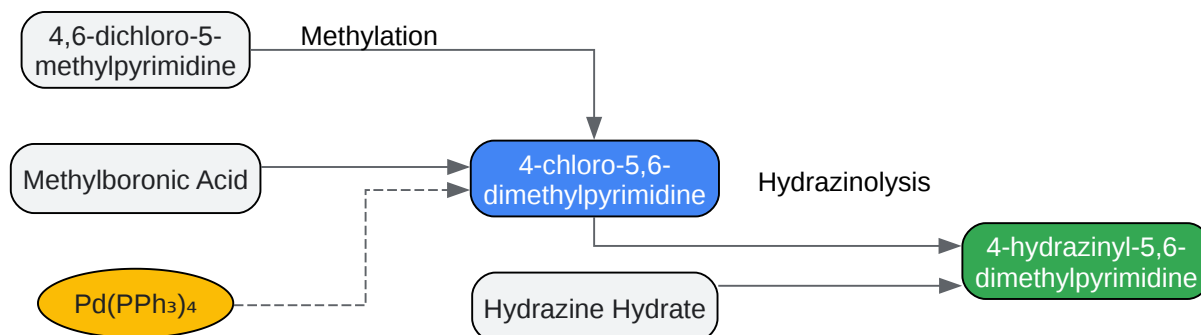 4,6-dichloro-5-
methylpyrimidine
Methylation
Methylboronic Acid
4-chloro-5,6-
dimethylpyrimidine
Hydrazinolysis
Pd(PPh₃)₄
Hydrazine Hydrate
4-hydrazinyl-5,6-
dimethylpyrimidine